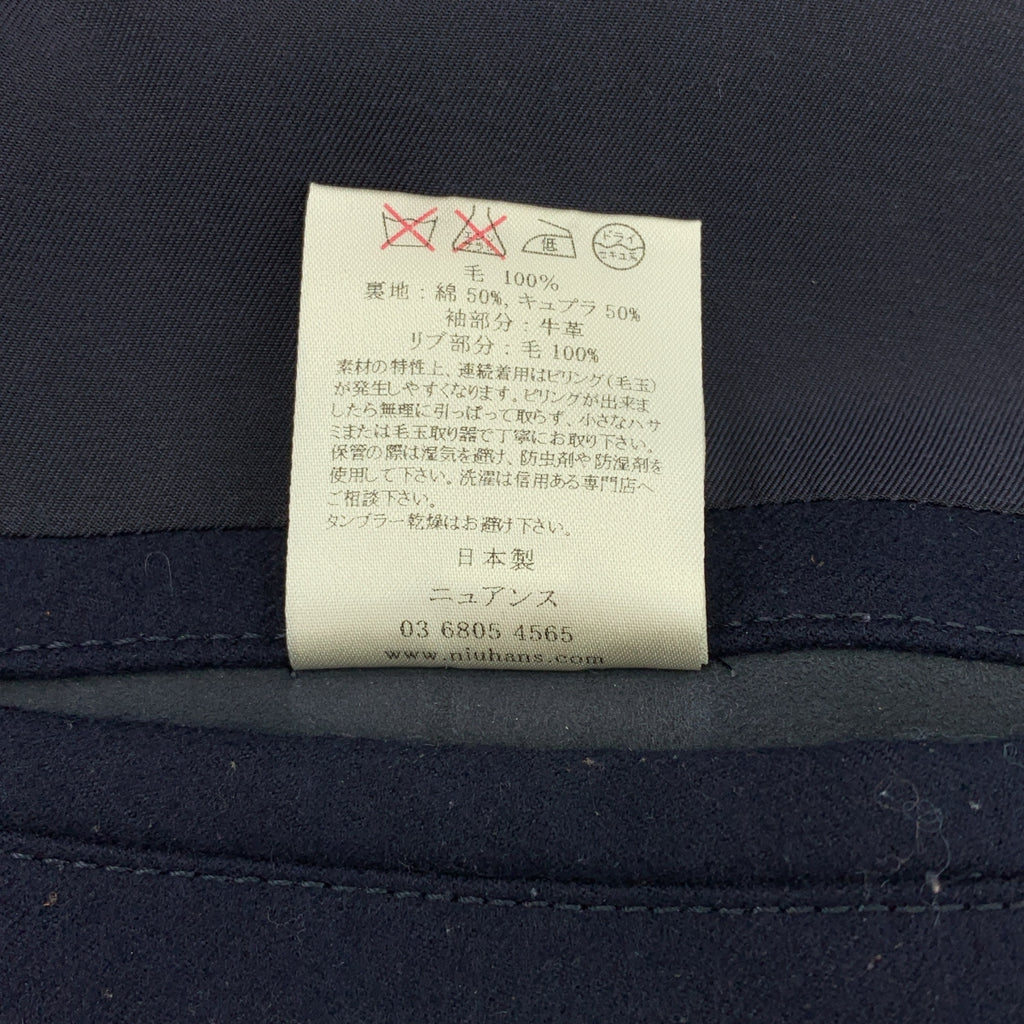 エンソ サラシ 低 ドライ セキユ系
毛 100%
裏地 : 綿 50%, キュプラ 50%
袖部分 : 牛革
リブ部分 : 毛 100%
素材の特性上、連続着用はピリング(毛玉)
が発生しやすくなります。ピリングが出来ま
したら無理に引っぱって取らず、小さなハサ
ミまたは毛玉取り器で丁寧にお取り下さい。
保管の際は湿気を避け、防虫剤や防湿剤を
使用して下さい。洗濯は信用ある専門店へ
ご相談下さい。
タンブラー乾燥はお避け下さい。
日本製
ニュアンス
03 6805 4565
www.niuhans.com